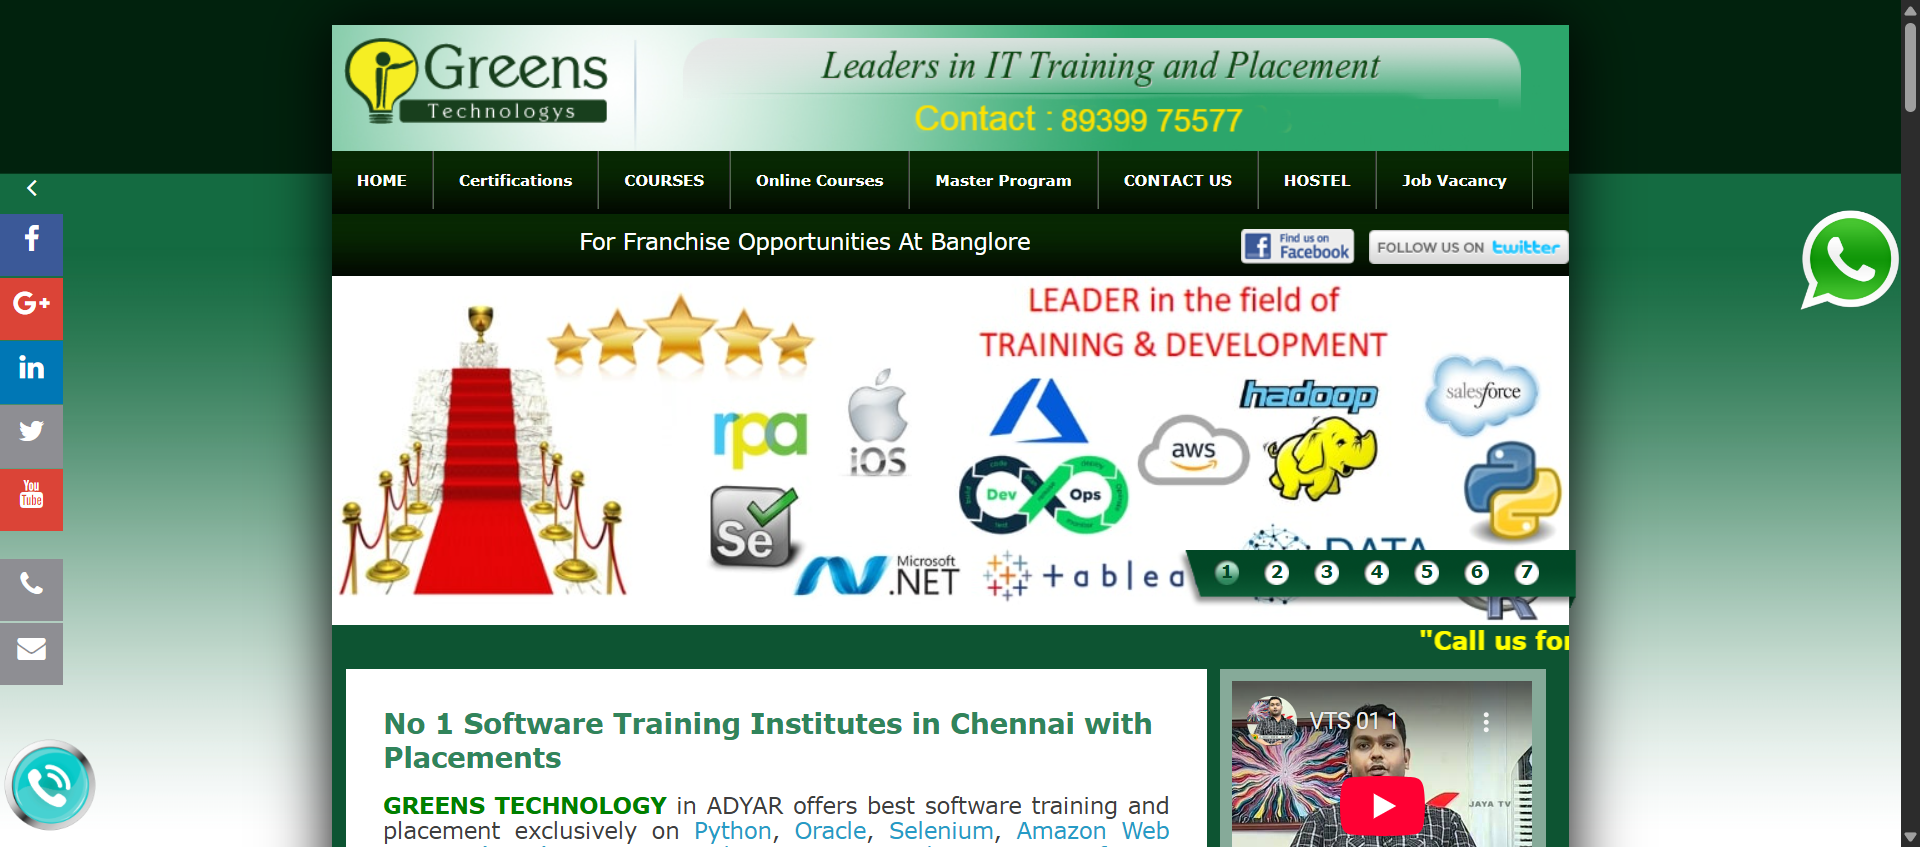 Greens
Technologys
Leaders in IT Training and Placement
Contact : 89399 75577
HOME
Certifications
COURSES
Online Courses
Master Program
CONTACT US
HOSTEL
Job Vacancy
For Franchise Opportunities At Banglore
Find us on
Facebook
FOLLOW US ON twitter
G+
in
You
Tube
LEADER in the field of
TRAINING & DEVELOPMENT
rpa
iOS
hadoop
salesforce
aws
Dev Ops
Se
Microsoft
.NET
+ablea
DATA
R
1 2 3 4 5 6 7
"Call us for
No 1 Software Training Institutes in Chennai with
Placements
GREENS TECHNOLOGY in ADYAR offers best software training and
placement exclusively on Python, Oracle, Selenium, Amazon Web
VTS 01 1
JAYA TV